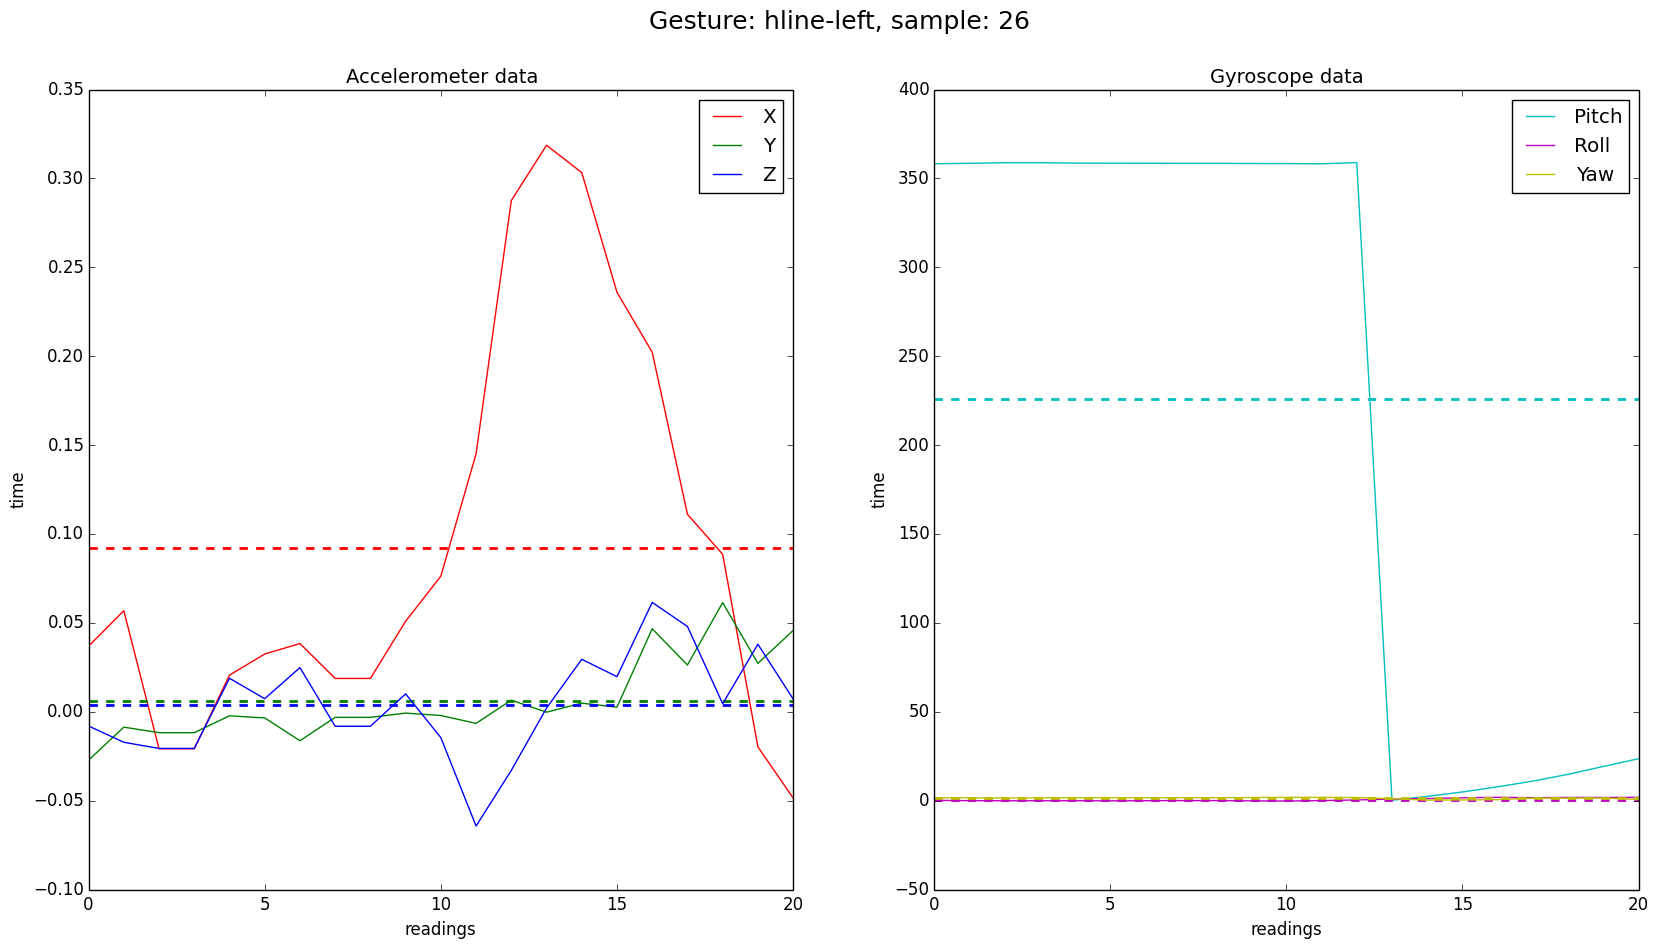 Gesture: hline-left, sample: 26
Accelerometer data
0.35
0.30
0.25
0.20
0.15
0.10
0.05
0.00
−0.05
−0.10
time
0 5 10 15 20
readings
X
Y
Z
Gyroscope data
400
350
300
250
200
150
100
50
0
−50
time
0 5 10 15 20
readings
Pitch
Roll
Yaw